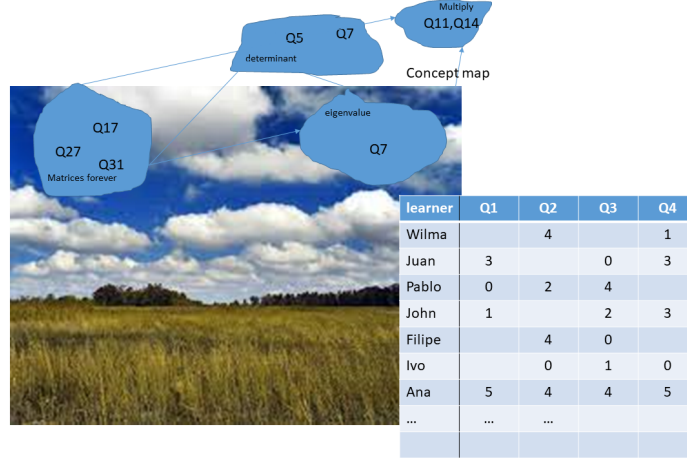 Multiply
Q11,Q14
Q5 Q7
determinant
Concept map
eigenvalue
Q7
Q17
Q27
Q31
Matrices forever
learner Q1 Q2 Q3 Q4
Wilma 4 1
Juan 3 0 3
Pablo 0 2 4
John 1 2 3
Filipe 4 0
Ivo 0 1 0
Ana 5 4 4 5
... ... ...